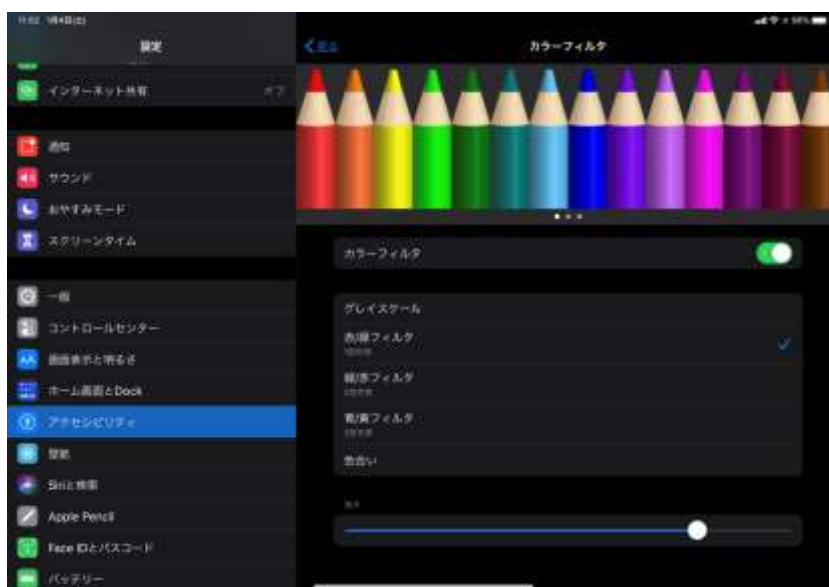 設定
インターネット共有
オフ
通知
サウンド
おやすみモード
スクリーンタイム
一般
コントロールセンター
画面表示と明るさ
ホーム画面とDock
アクセシビリティ
壁紙
Siriと検索
Apple Pencil
Face IDとパスコード
バッテリー
戻る
カラーフィルタ
カラーフィルタ
グレイスケール
赤/緑フィルタ
緑/赤フィルタ
青/黄フィルタ
色合い